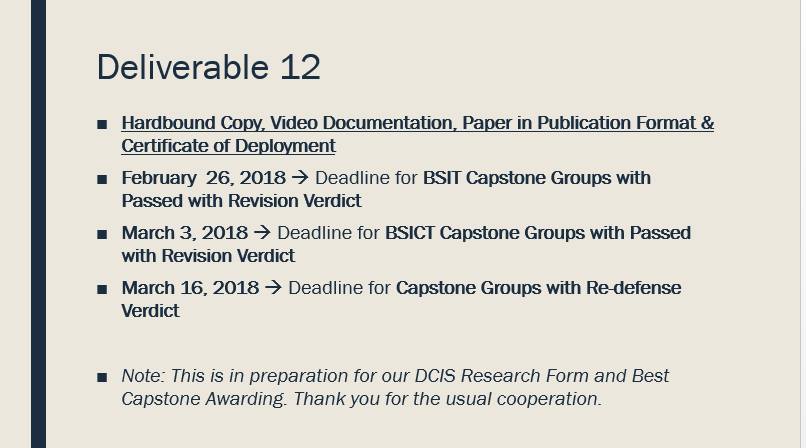 Deliverable 12
■ Hardbound Copy, Video Documentation, Paper in Publication Format &
Certificate of Deployment
■ February  26, 2018 → Deadline for BSIT Capstone Groups with
Passed with Revision Verdict
■ March 3, 2018 → Deadline for BSICT Capstone Groups with Passed
with Revision Verdict
■ March 16, 2018 → Deadline for Capstone Groups with Re-defense
Verdict
■ Note: This is in preparation for our DCIS Research Form and Best
Capstone Awarding. Thank you for the usual cooperation.